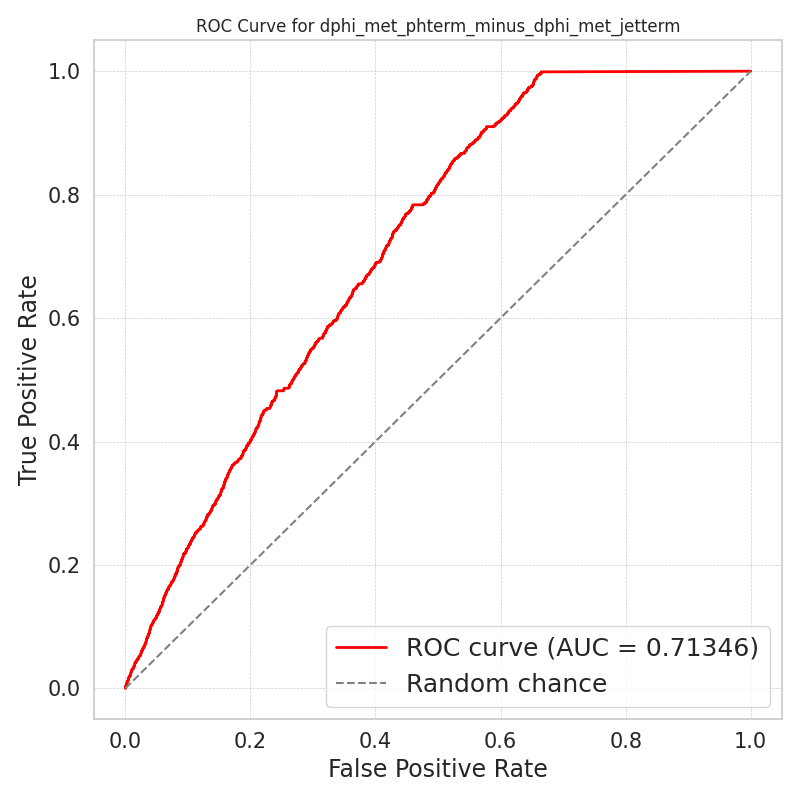 ROC Curve for dphi_met_phterm_minus_dphi_met_jetterm
True Positive Rate
1.0
0.8
0.6
0.4
0.2
0.0
ROC curve (AUC = 0.71346)
Random chance
0.0 0.2 0.4 0.6 0.8 1.0
False Positive Rate